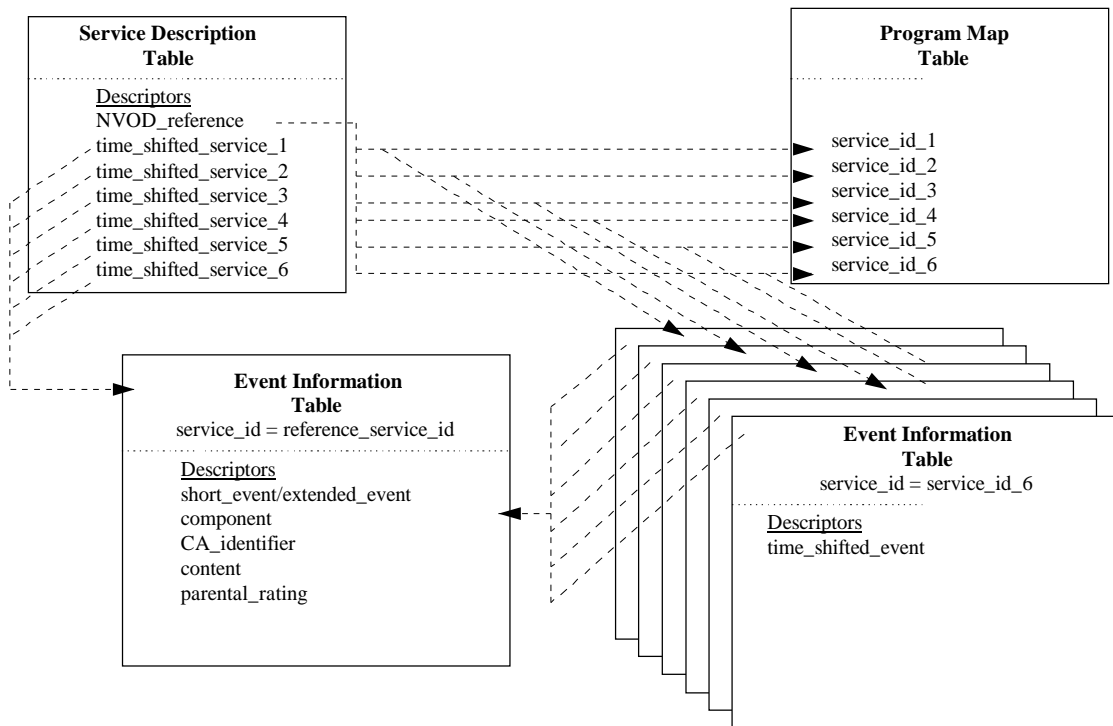 Service Description
Table
Descriptors
NVOD_reference
time_shifted_service_1
time_shifted_service_2
time_shifted_service_3
time_shifted_service_4
time_shifted_service_5
time_shifted_service_6
Program Map
Table
service_id_1
service_id_2
service_id_3
service_id_4
service_id_5
service_id_6
Event Information
Table
service_id = reference_service_id
Descriptors
short_event/extended_event
component
CA_identifier
content
parental_rating
Event Information
Table
service_id = service_id_6
Descriptors
time_shifted_event